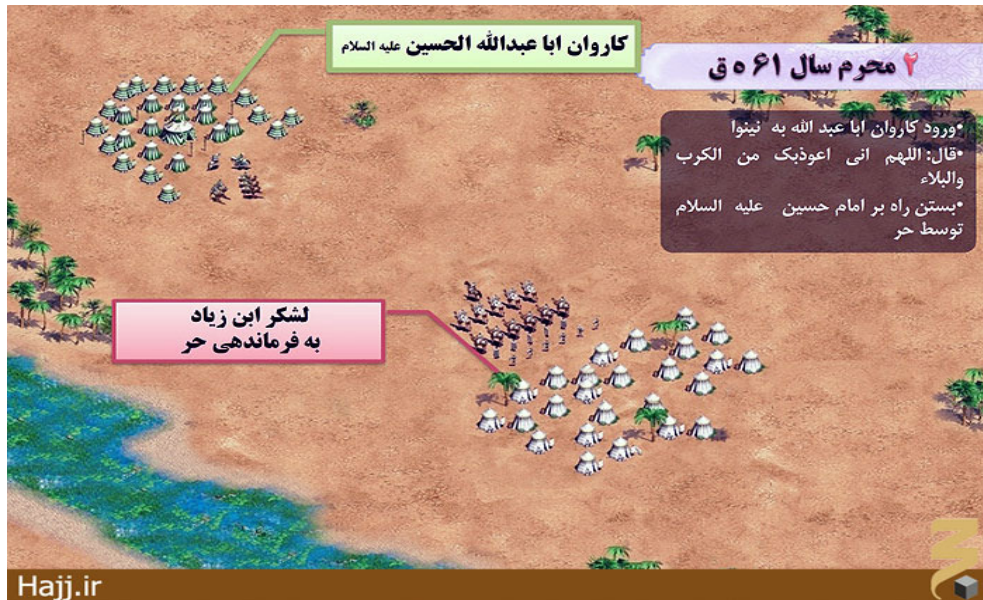 کاروان ابا عبدالله الحسین علیه السلام
۲ محرم سال ۶۱ ه ق
•ورود کاروان ابا عبد الله به نینوا
•قال: اللهم انی اعوذبک من الکرب
والبلاء
•بستن راه بر امام حسین علیه السلام
توسط حر
لشکر ابن زیاد
به فرماندهی حر
Hajj.ir